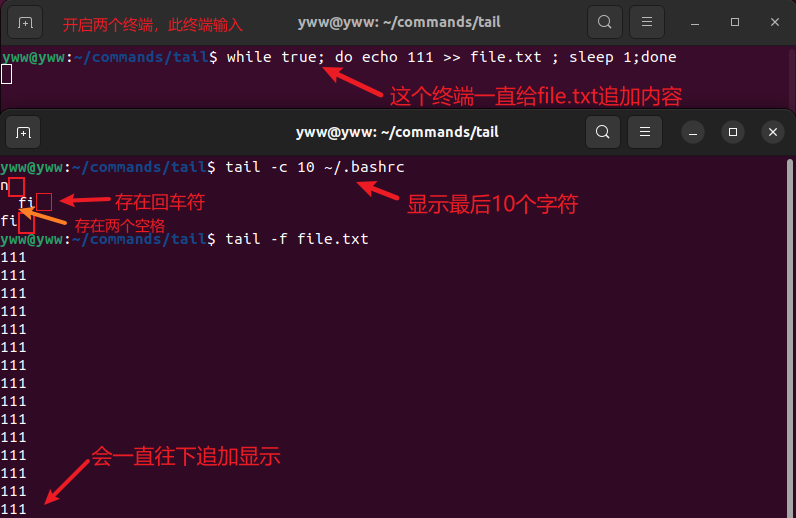 开启两个终端，此终端输入
yww@yww: ~/commands/tail
yww@yww:~/commands/tail$ while true; do echo 111 >> file.txt ; sleep 1;done
这个终端一直给file.txt追加内容
yww@yww: ~/commands/tail
yww@yww:~/commands/tail$ tail -c 10 ~/.bashrc
n
fi
存在回车符
显示最后10个字符
fi
存在两个空格
yww@yww:~/commands/tail$ tail -f file.txt
111
111
111
111
111
111
111
111
111
111
111
会一直往下追加显示
111
111
111
111